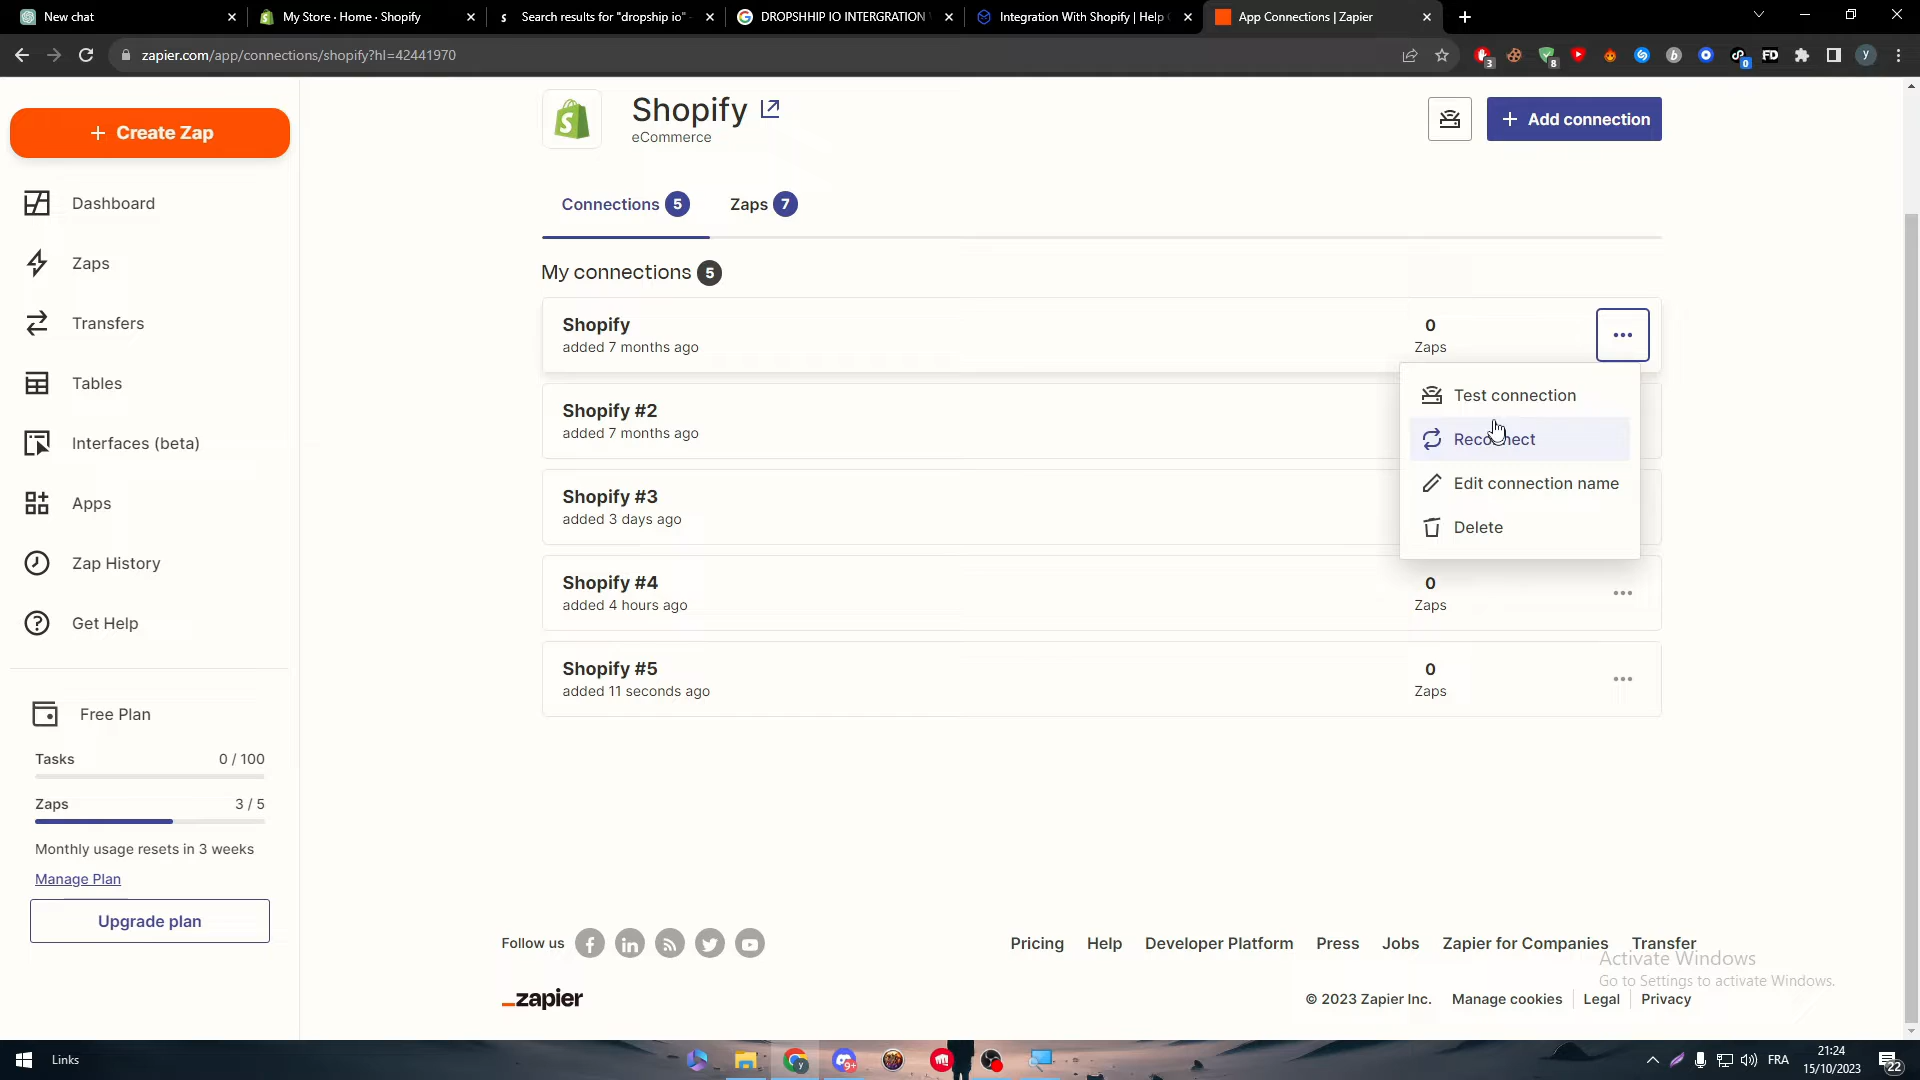 New chat
My Store · Home · Shopify
Search results for "dropship io" -
DROPSHHIP IO INTERGRATION
Integration With Shopify | Help
App Connections | Zapier
zapier.com/app/connections/shopify?hl=42441970
3
8
0
FD
y
Create Zap
Dashboard
Zaps
Transfers
Tables
Interfaces (beta)
Apps
Zap History
Get Help
Free Plan
Tasks 0 / 100
Zaps 3 / 5
Monthly usage resets in 3 weeks
Manage Plan
Upgrade plan
Shopify
eCommerce
Add connection
Connections 5
Zaps 7
My connections 5
Shopify
added 7 months ago
0
Zaps
Test connection
Reconnect
Edit connection name
Delete
Shopify #2
added 7 months ago
Shopify #3
added 3 days ago
Shopify #4
added 4 hours ago
0
Zaps
Shopify #5
added 11 seconds ago
0
Zaps
Follow us
Pricing Help Developer Platform Press Jobs Zapier for Companies Transfer
Activate Windows
Go to Settings to activate Windows.
zapier
© 2023 Zapier Inc. Manage cookies Legal Privacy
Links
9+
FRA
21:24
15/10/2023
22